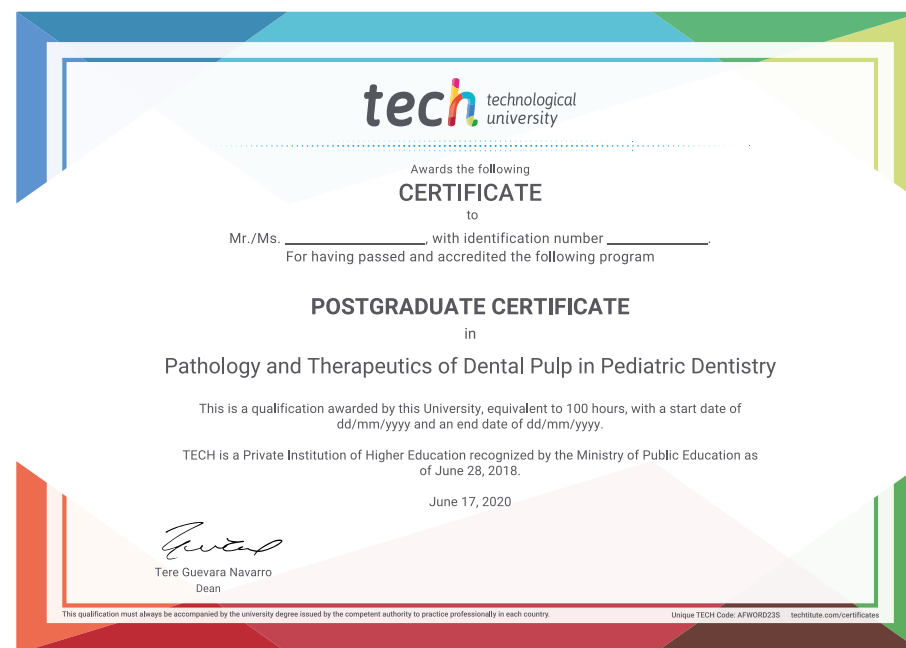 tech technological
university
Awards the following
CERTIFICATE
to
Mr./Ms. ____________________, with identification number ______________.
For having passed and accredited the following program
POSTGRADUATE CERTIFICATE
in
Pathology and Therapeutics of Dental Pulp in Pediatric Dentistry
This is a qualification awarded by this University, equivalent to 100 hours, with a start date of
dd/mm/yyyy and an end date of dd/mm/yyyy.
TECH is a Private Institution of Higher Education recognized by the Ministry of Public Education as
of June 28, 2018.
June 17, 2020
Tere Guevara Navarro
Dean
This qualification must always be accompanied by the university degree issued by the competent authority to practice professionally in each country.
Unique TECH Code: AFWORD23S techtitute.com/certificates